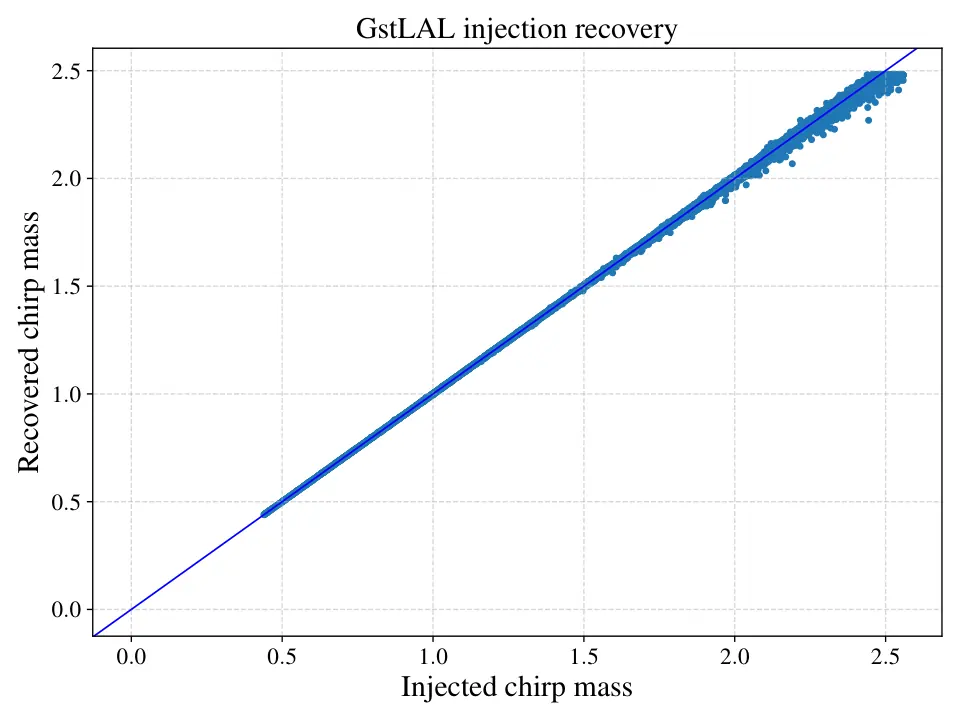 GstLAL injection recovery
Recovered chirp mass
2.5
2.0
1.5
1.0
0.5
0.0
0.0 0.5 1.0 1.5 2.0 2.5
Injected chirp mass